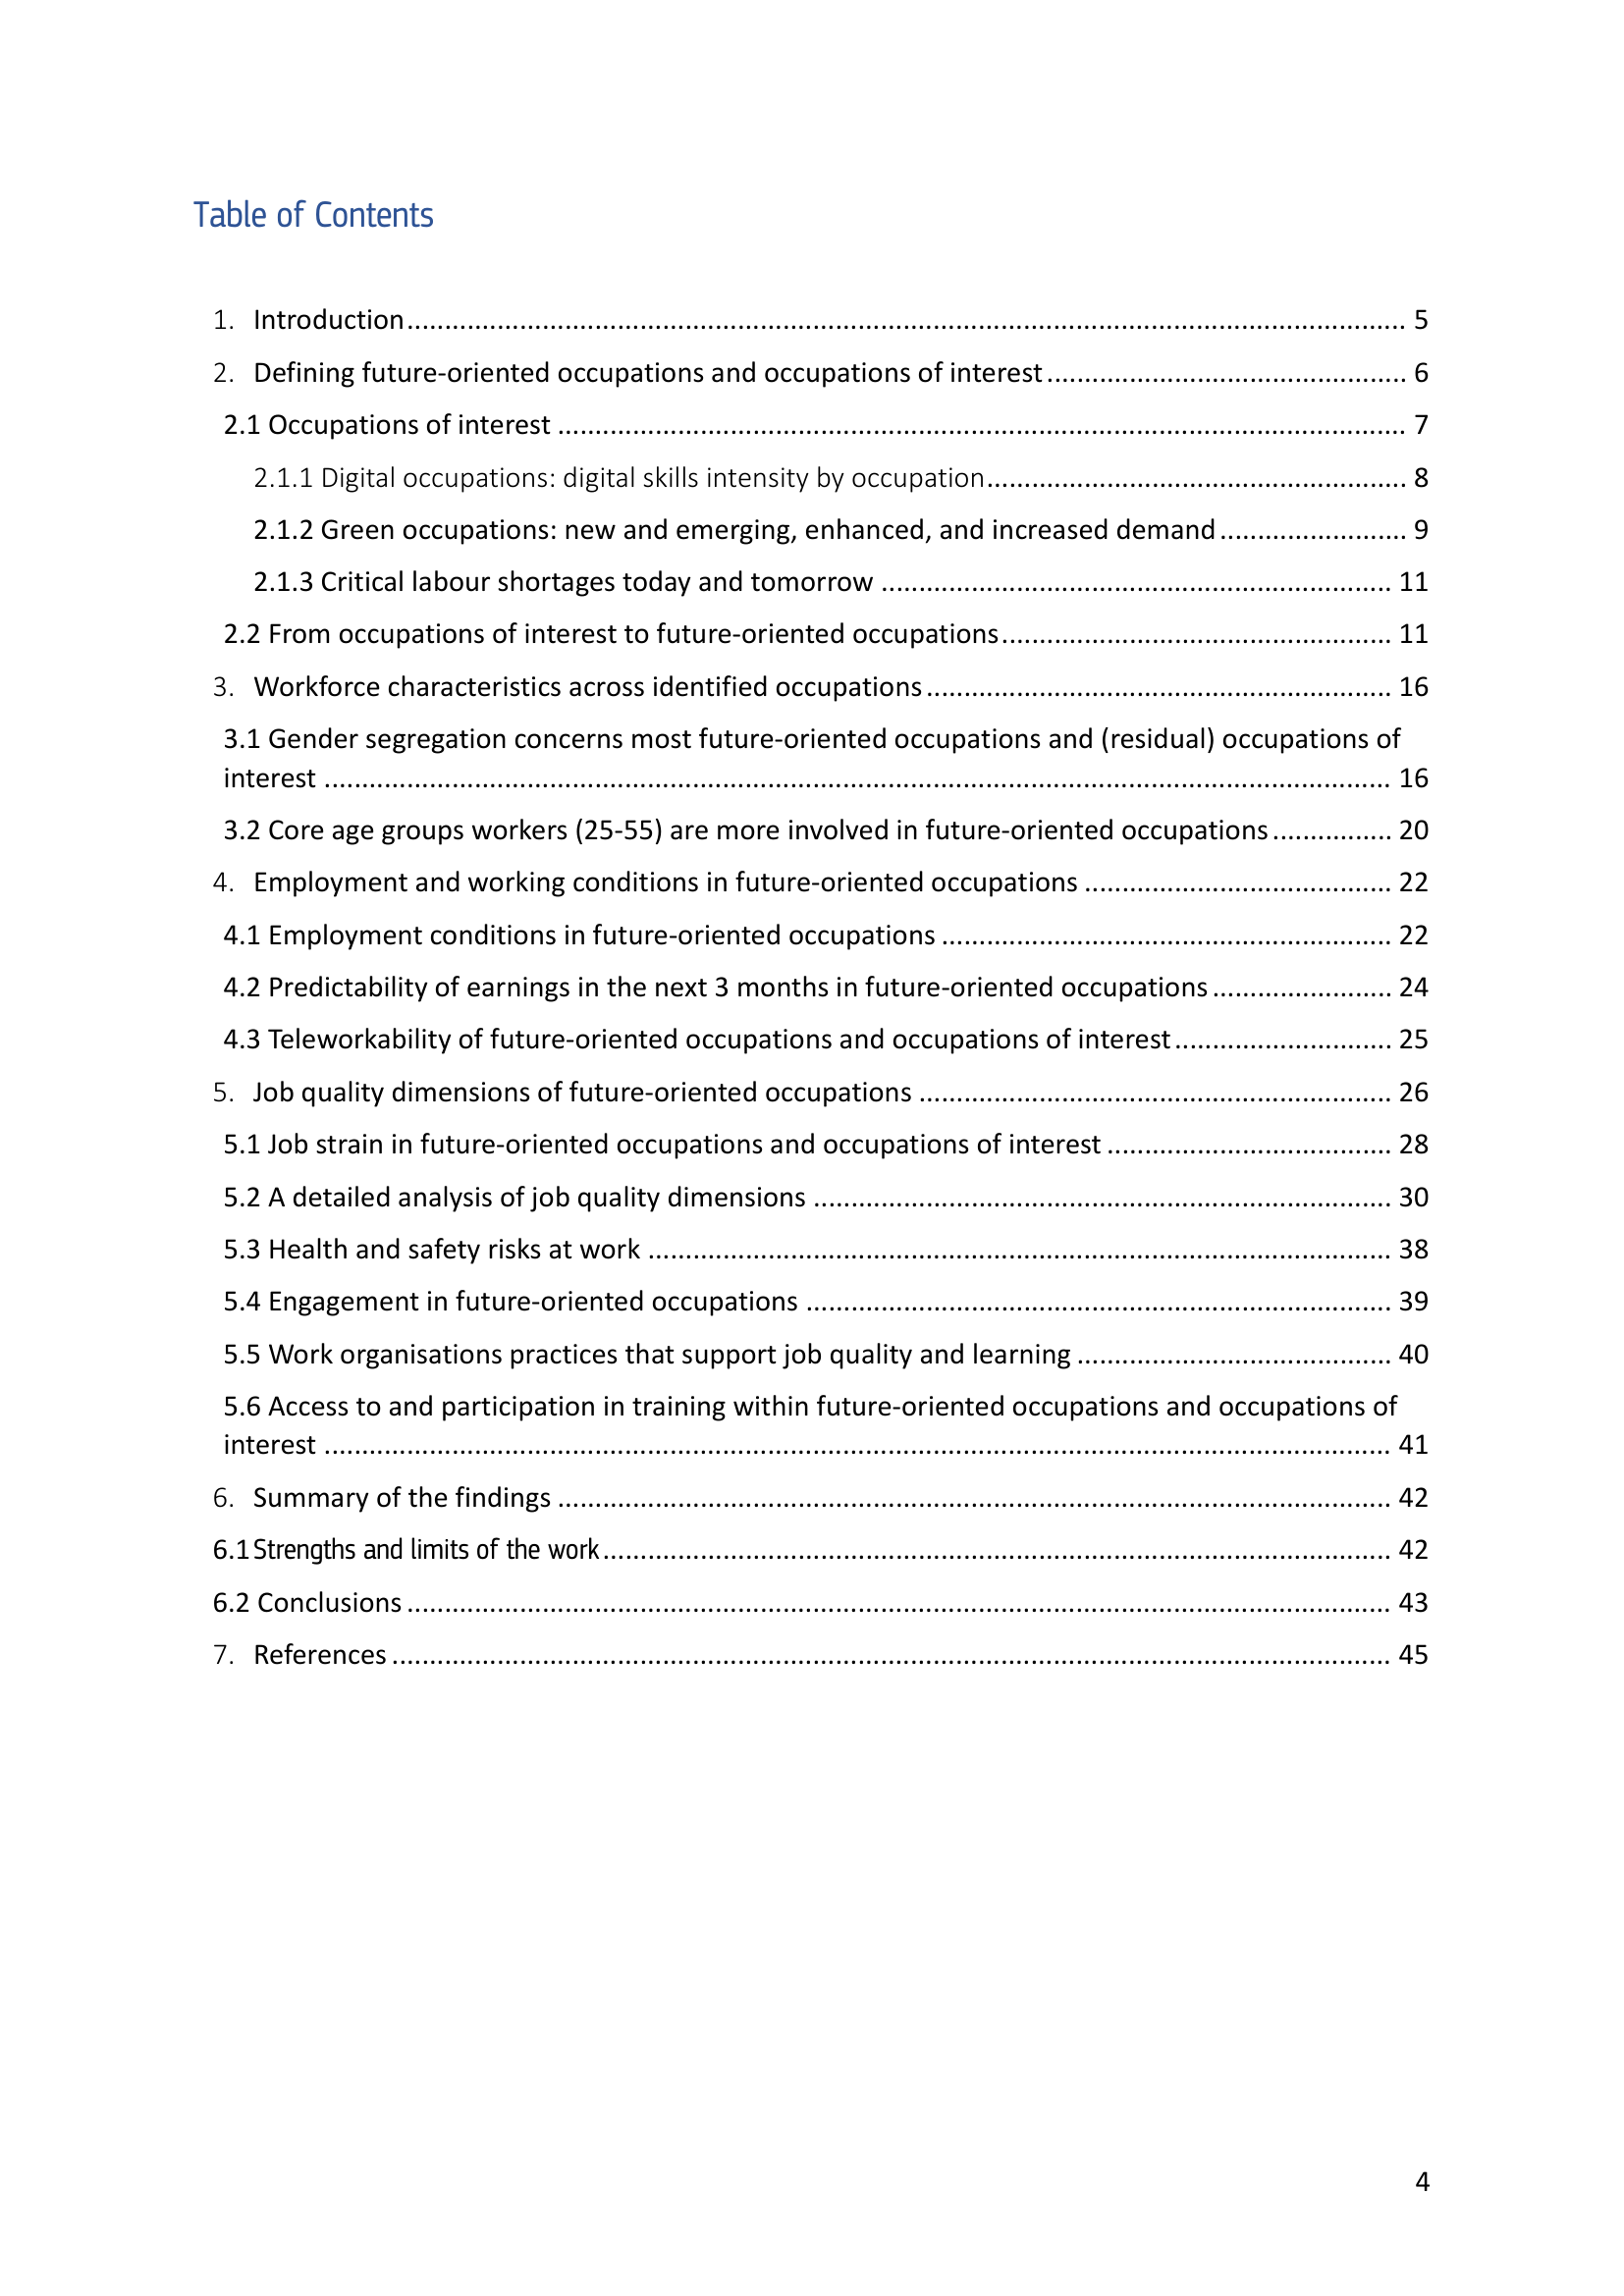 Table of Contents
1. Introduction.......... 5
2. Defining future-oriented occupations and occupations of interest.......... 6
2.1 Occupations of interest .......... 7
2.1.1 Digital occupations: digital skills intensity by occupation.......... 8
2.1.2 Green occupations: new and emerging, enhanced, and increased demand .......... 9
2.1.3 Critical labour shortages today and tomorrow .......... 11
2.2 From occupations of interest to future-oriented occupations.......... 11
3. Workforce characteristics across identified occupations.......... 16
3.1 Gender segregation concerns most future-oriented occupations and (residual) occupations of
interest .......... 16
3.2 Core age groups workers (25-55) are more involved in future-oriented occupations.......... 20
4. Employment and working conditions in future-oriented occupations .......... 22
4.1 Employment conditions in future-oriented occupations .......... 22
4.2 Predictability of earnings in the next 3 months in future-oriented occupations.......... 24
4.3 Teleworkability of future-oriented occupations and occupations of interest.......... 25
5. Job quality dimensions of future-oriented occupations .......... 26
5.1 Job strain in future-oriented occupations and occupations of interest .......... 28
5.2 A detailed analysis of job quality dimensions .......... 30
5.3 Health and safety risks at work .......... 38
5.4 Engagement in future-oriented occupations .......... 39
5.5 Work organisations practices that support job quality and learning .......... 40
5.6 Access to and participation in training within future-oriented occupations and occupations of
interest .......... 41
6. Summary of the findings .......... 42
6.1 Strengths and limits of the work.......... 42
6.2 Conclusions .......... 43
7. References .......... 45
4